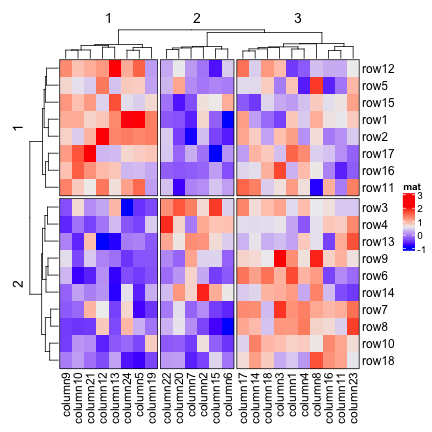 1 2 3
1
2
row12
row5
row15
row1
row2
row17
row16
row11
row3
row4
row13
row9
row6
row14
row7
row8
row10
row18
mat
3
2
1
0
-1
column9
column10
column21
column12
column13
column24
column5
column19
column22
column20
column7
column2
column15
column6
column17
column14
column18
column3
column1
column4
column8
column16
column11
column23